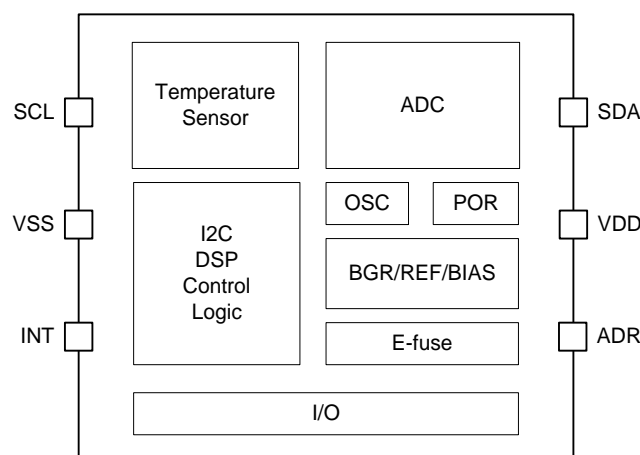 Temperature
Sensor
ADC
SCL
SDA
OSC
POR
VSS
VDD
I2C
DSP
Control
Logic
BGR/REF/BIAS
INT
E-fuse
ADR
I/O